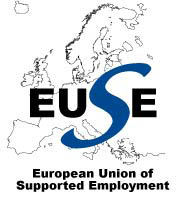 EUSE
European Union of
Supported Employment